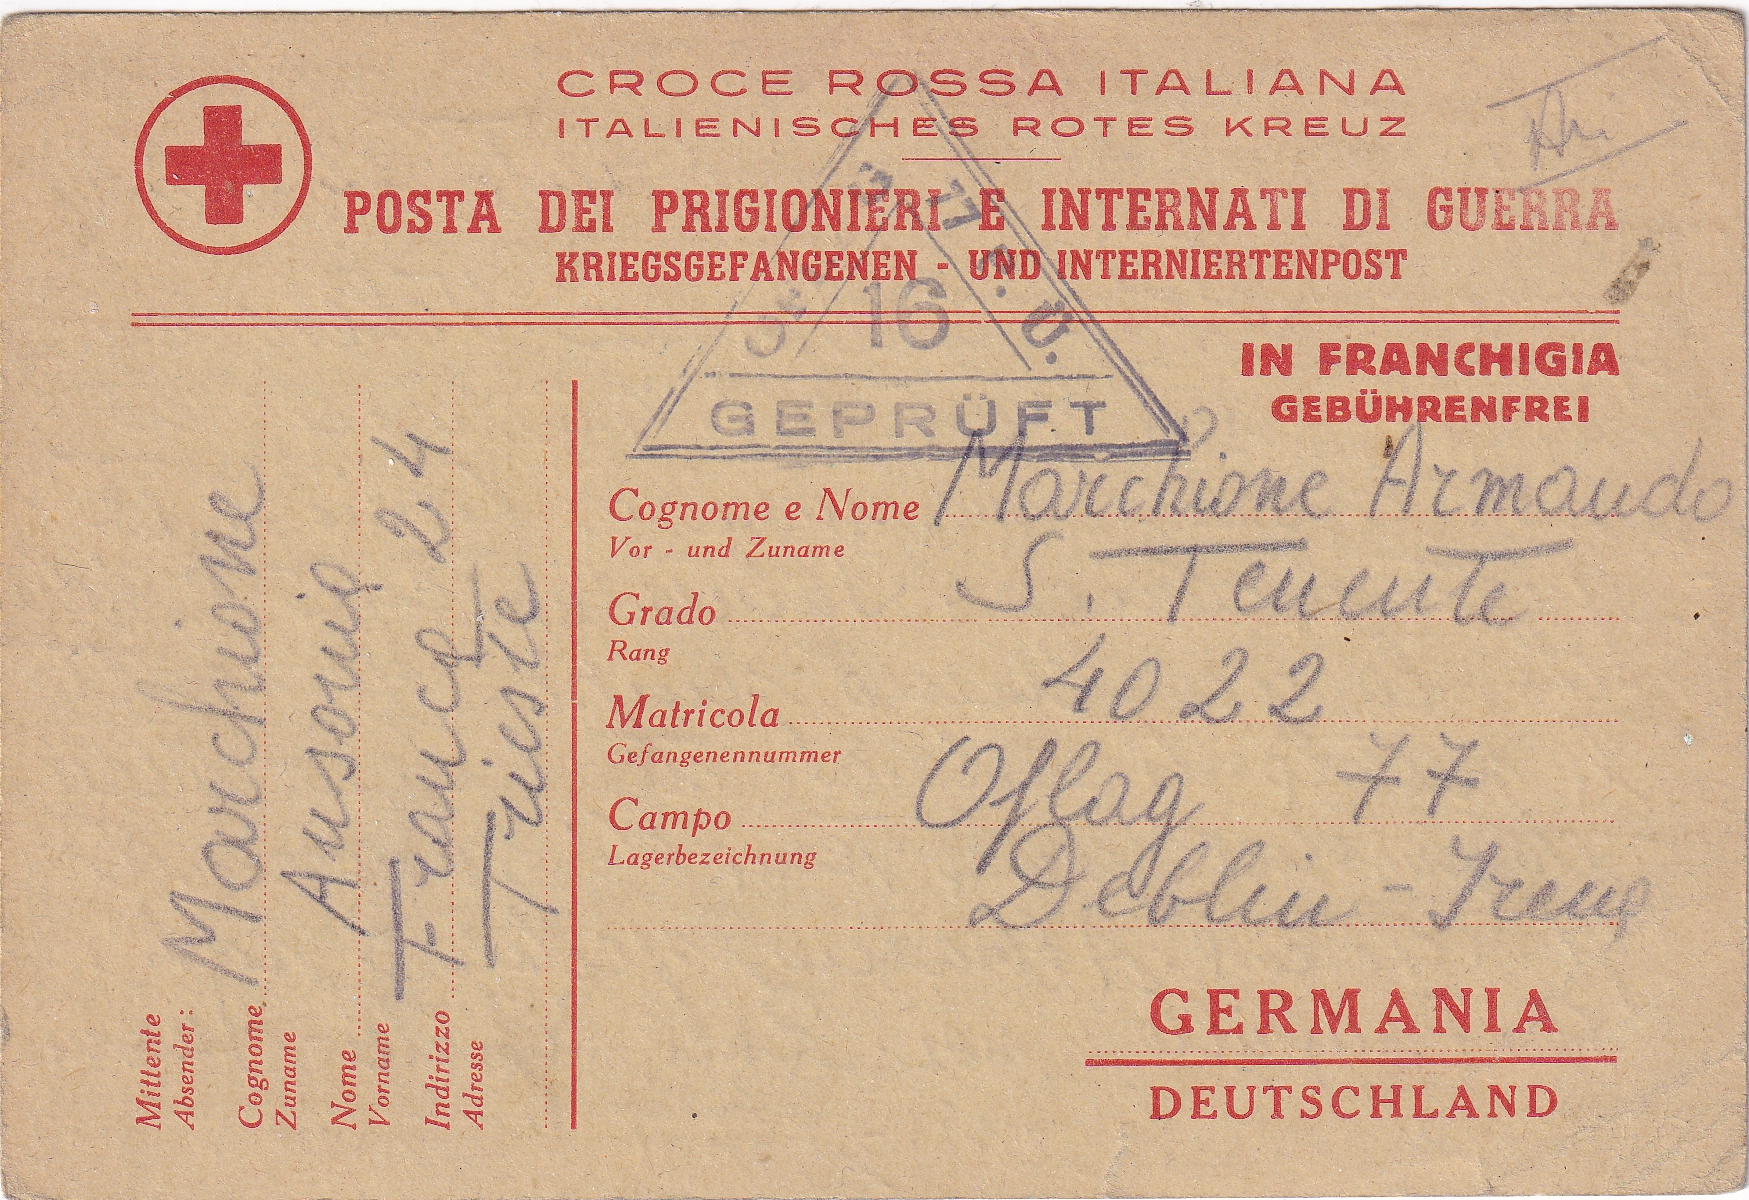 CROCE ROSSA ITALIANA
ITALIENISCHES ROTES KREUZ
POSTA DEI PRIGIONIERI E INTERNATI DI GUERRA
KRIEGSGEFANGENEN - UND INTERNIERTENPOST
IN FRANCHIGIA
GEBÜHRENFREI
16
GEPRÜFT
Cognome e Nome Marchione Armando
Vor - und Zuname
Grado S. Tenente
Rang
Matricola 4022
Gefangenennummer
Campo Oflag 77
Lagerbezeichnung
Deblin - Irena
GERMANIA
DEUTSCHLAND
Mittente
Absender:
Cognome Marchione
Zuname
Nome Ausonia
Vorname
Indirizzo Franca 24
Adresse Trieste